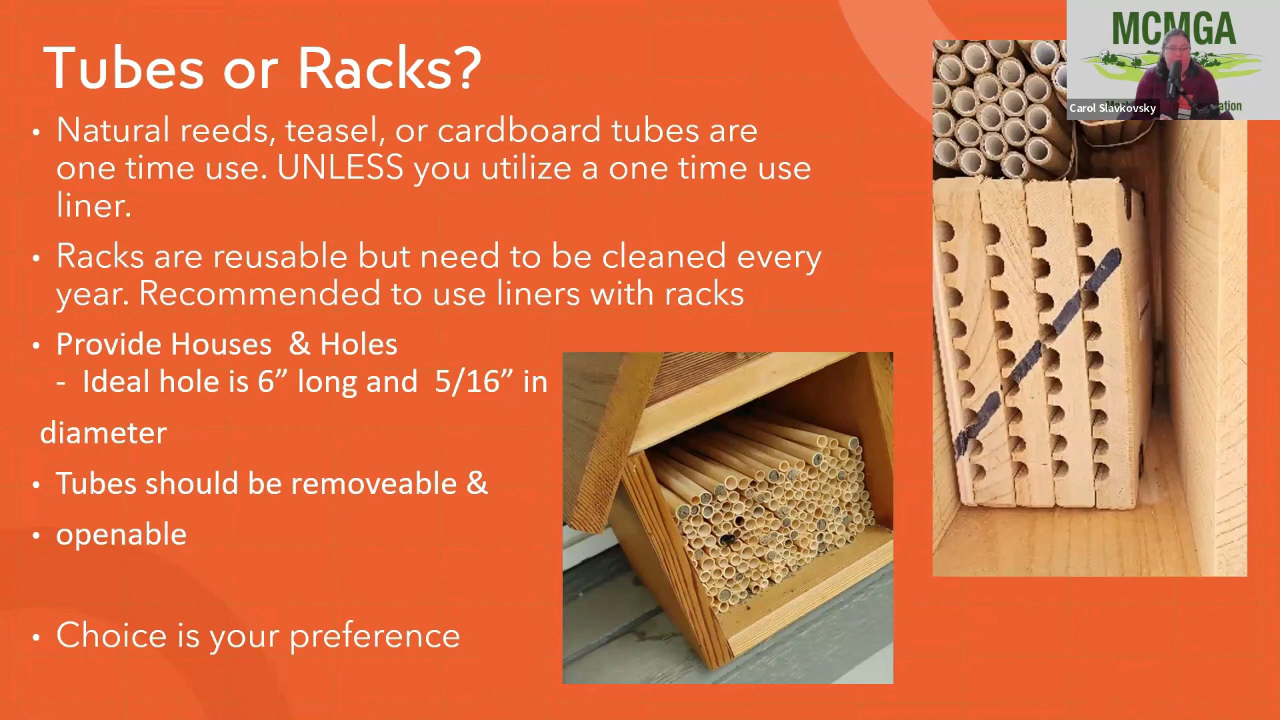 Tubes or Racks?
• Natural reeds, teasel, or cardboard tubes are
one time use. UNLESS you utilize a one time use
liner.
• Racks are reusable but need to be cleaned every
year. Recommended to use liners with racks
• Provide Houses & Holes
- Ideal hole is 6” long and 5/16” in
diameter
• Tubes should be removeable &
• openable
• Choice is your preference
MCMGA
Carol Slavkovsky